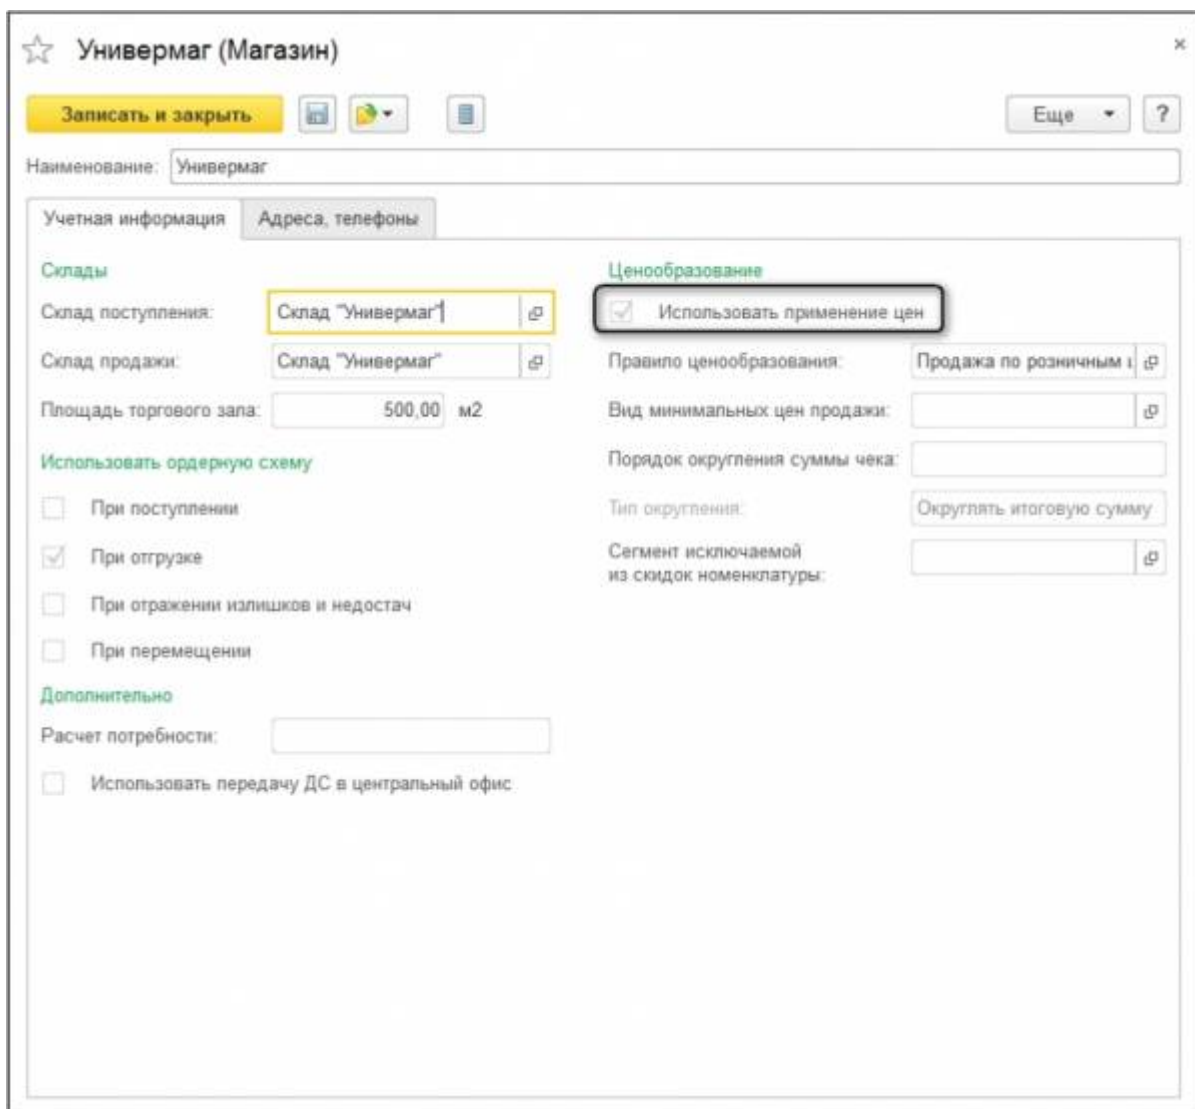 Универмаг (Магазин)
×
Записать и закрыть
Еще
?
Наименование: Универмаг
Учетная информация
Адреса, телефоны
Склады
Склад поступления: Склад "Универмаг"
Склад продажи: Склад "Универмаг"
Площадь торгового зала: 500,00 м2
Использовать ордерную схему
При поступлении
При отгрузке
При отражении излишков и недостач
При перемещении
Дополнительно
Расчет потребности:
Использовать передачу ДС в центральный офис
Ценообразование
Использовать применение цен
Правило ценообразования: Продажа по розничным
Вид минимальных цен продажи:
Порядок округления суммы чека:
Тип округления: Округлять итоговую сумму
Сегмент исключаемой
из скидок номенклатуры: